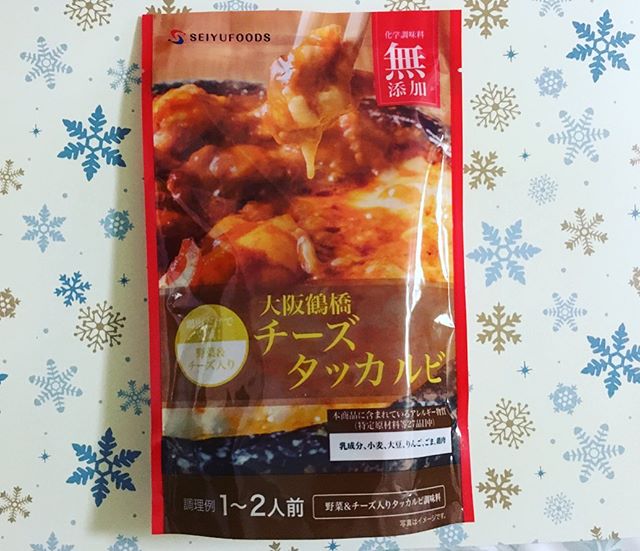 SEIYUFOODS
化学調味料
無
添加
大阪鶴橋
チーズ
タッカルビ
野菜&
チーズ入り
本商品に含まれているアレルギー物質
(特定原材料等27品目中)
乳成分、小麦、大豆、りんご、ごま、鶏肉
調理例 1～2人前
野菜&チーズ入りタッカルビ調味料
写真はイメージです。